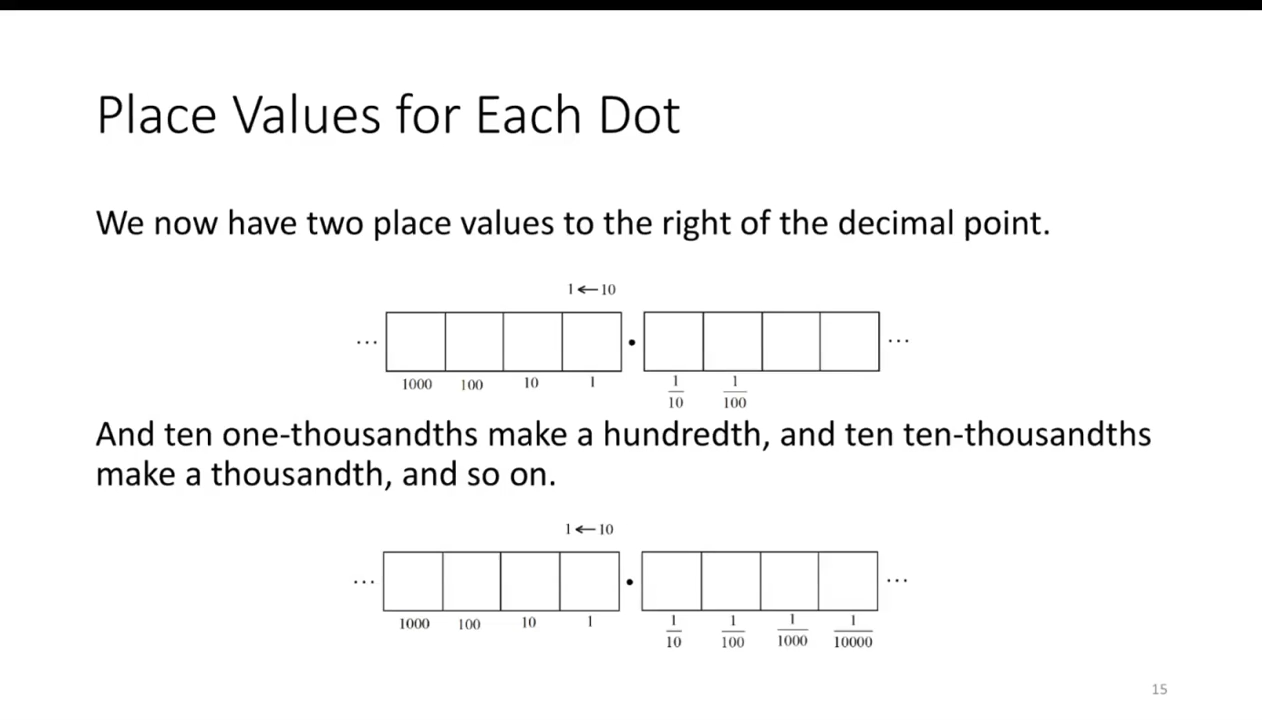 Place Values for Each Dot
We now have two place values to the right of the decimal point.
1←10
... . ...
1000 100 10 1 1/10 1/100
And ten one-thousandths make a hundredth, and ten ten-thousandths
make a thousandth, and so on.
1←10
... . ...
1000 100 10 1 1/10 1/100 1/1000 1/10000
15